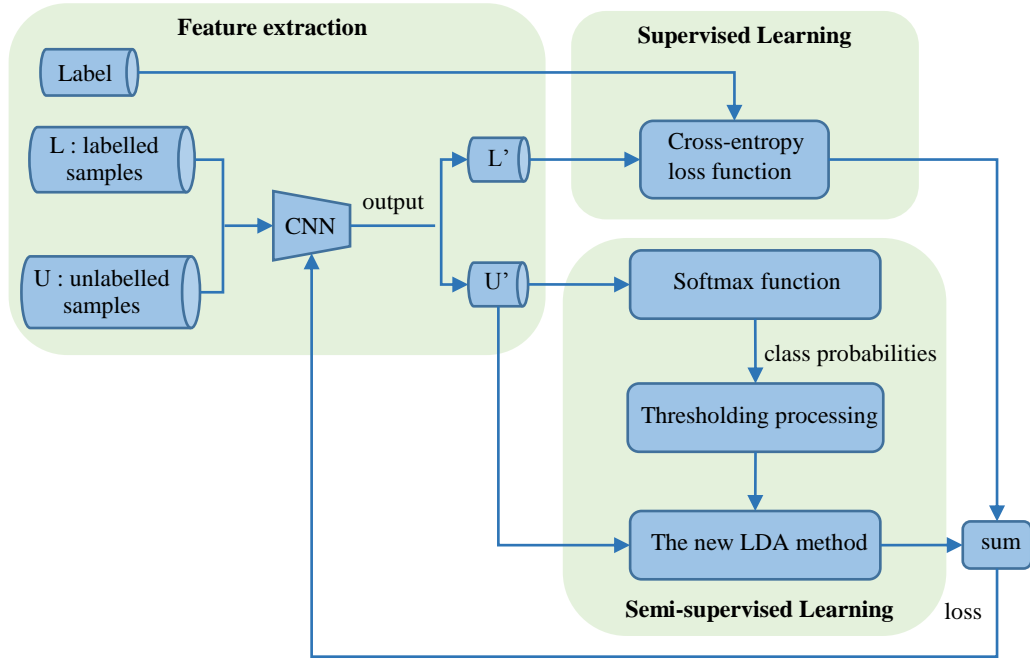 Feature extraction
Supervised Learning
Label
L : labelled
samples
L’
Cross-entropy
loss function
output
CNN
U : unlabelled
samples
U’
Softmax function
class probabilities
Thresholding processing
The new LDA method
sum
Semi-supervised Learning
loss